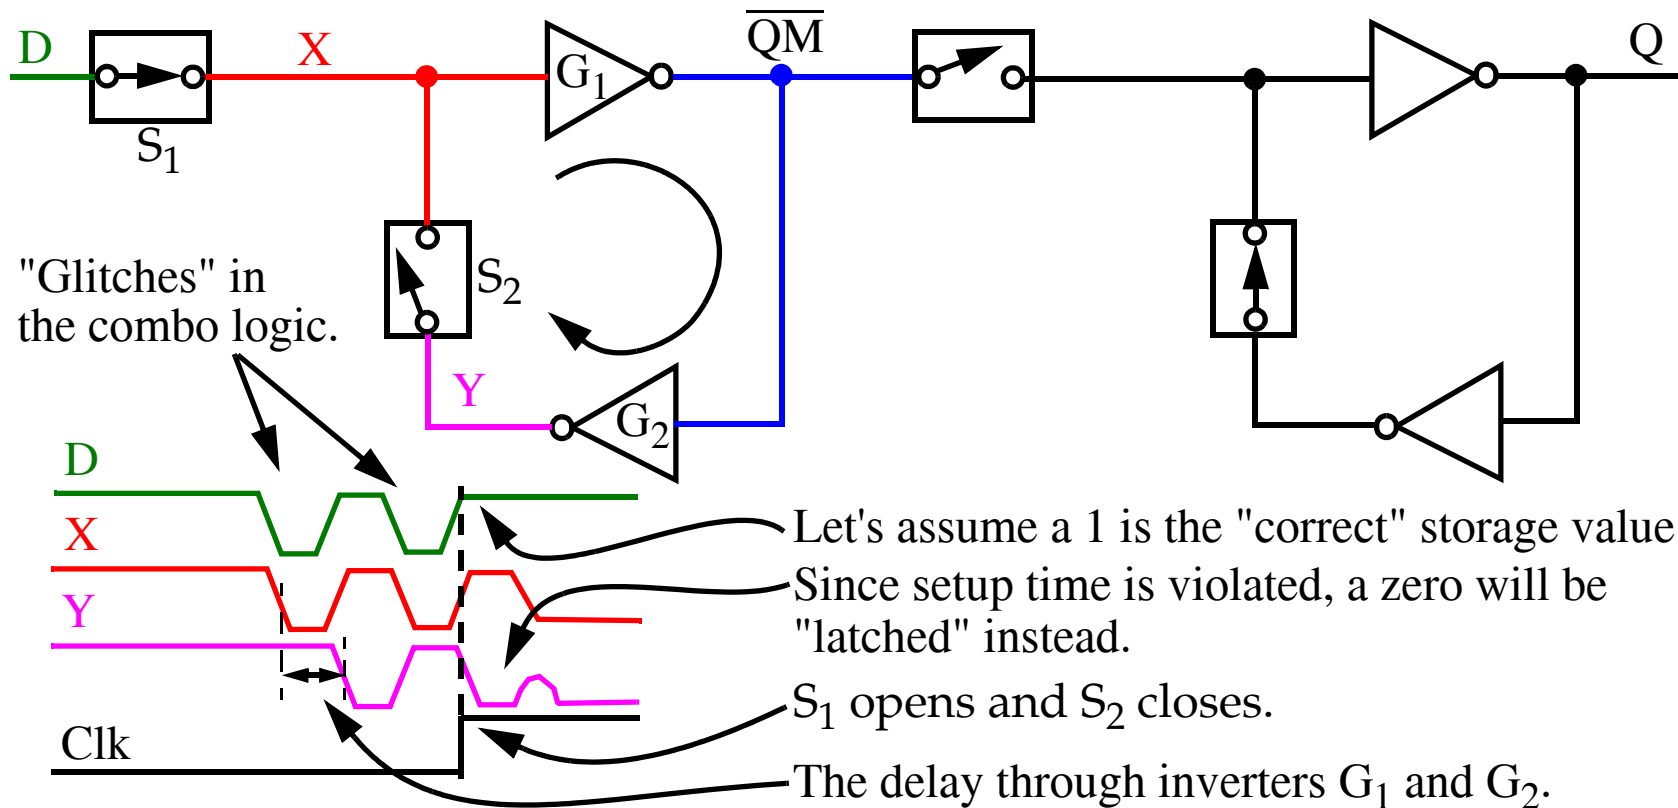 D
X
G1
QM
Q
S1
S2
"Glitches" in
the combo logic.
Y
G2
D
X
Y
Clk
Let's assume a 1 is the "correct" storage value
Since setup time is violated, a zero will be
"latched" instead.
S1 opens and S2 closes.
The delay through inverters G1 and G2.